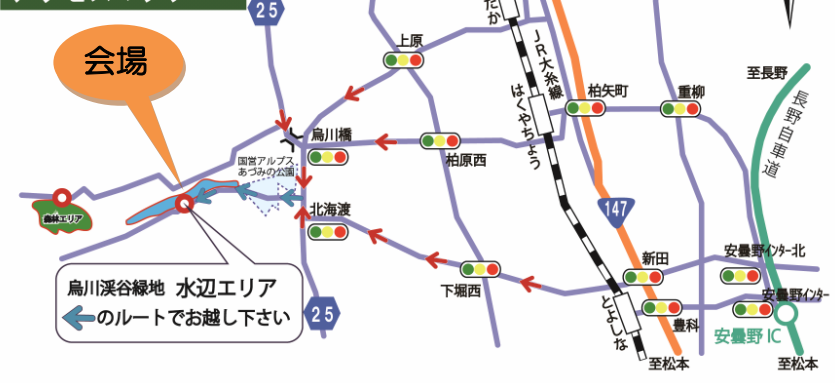 25
たか
上原
JR大糸線
会場
はくやちょう
柏矢町
重柳
至長野
長野自動車道
烏川橋
柏原西
国営アルプス
あづみの公園
森林エリア
北海渡
147
新田
安曇野インター北
烏川渓谷緑地 水辺エリア
←のルートでお越し下さい
下堀西
25
とよしな
豊科
安曇野インター
安曇野IC
至松本
至松本